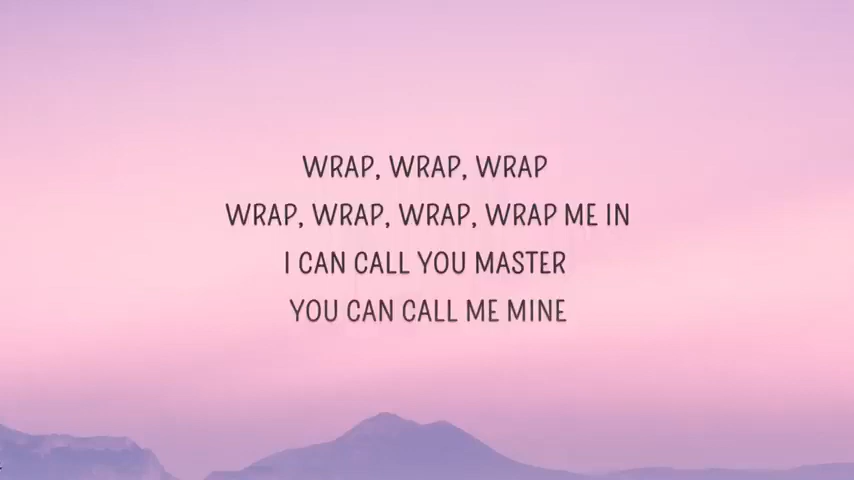 WRAP, WRAP, WRAP
WRAP, WRAP, WRAP, WRAP ME IN
I CAN CALL YOU MASTER
YOU CAN CALL ME MINE